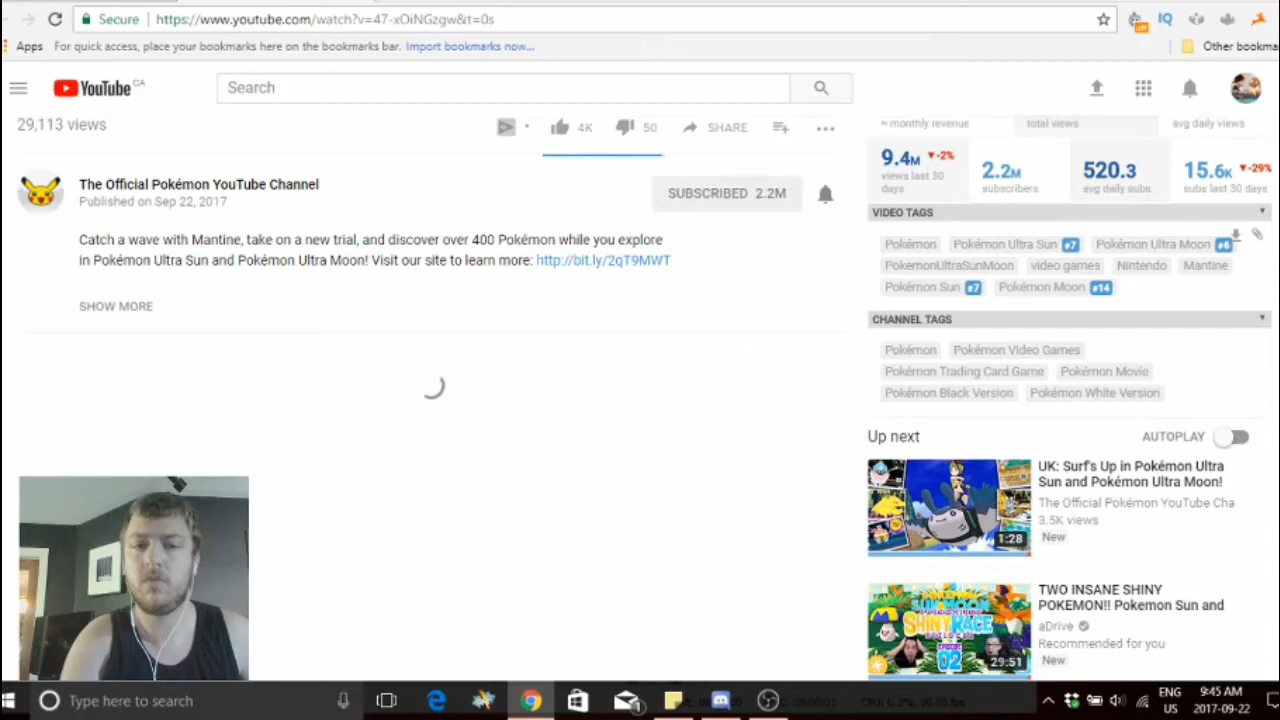 Secure | https://www.youtube.com/watch?v=47-xOiNGzgw&t=0s
IQ
off
Apps For quick access, place your bookmarks here on the bookmarks bar. Import bookmarks now... Other bookma
YouTube CA
Search
29,113 views
4K 50 SHARE
The Official Pokémon YouTube Channel
Published on Sep 22, 2017
SUBSCRIBED 2.2M
Catch a wave with Mantine, take on a new trial, and discover over 400 Pokémon while you explore
in Pokémon Ultra Sun and Pokémon Ultra Moon! Visit our site to learn more: http://bit.ly/2qT9MWT
SHOW MORE
≈ monthly revenue total views avg daily views
9.4M ▼-2% 2.2M 520.3 15.6K ▼-29%
views last 30 days subscribers avg daily subs subs last 30 days
VIDEO TAGS
Pokémon Pokémon Ultra Sun #7 Pokémon Ultra Moon #6
PokemonUltraSunMoon video games Nintendo Mantine
Pokémon Sun #7 Pokémon Moon #14
CHANNEL TAGS
Pokémon Pokémon Video Games
Pokémon Trading Card Game Pokémon Movie
Pokémon Black Version Pokémon White Version
Up next AUTOPLAY
UK: Surf's Up in Pokémon Ultra
Sun and Pokémon Ultra Moon!
The Official Pokémon YouTube Cha
3.5K views
New
1:28
TWO INSANE SHINY
POKEMON!! Pokemon Sun and
aDrive
Recommended for you
New
POKEMON
SUN MOON
SHINY RACE
EPISODE
02
29:51
Type here to search
ENG
US
9:45 AM
2017-09-22